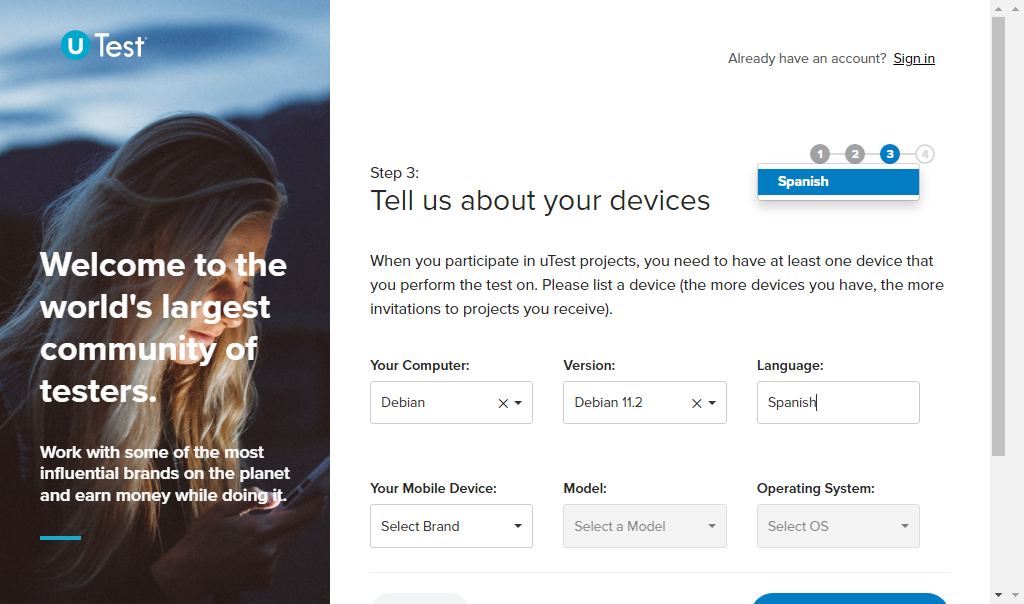 U Test
Already have an account? Sign in
1 2 3 4
Step 3:
Tell us about your devices
Spanish
Welcome to the
world's largest
community of
testers.
Work with some of the most
influential brands on the planet
and earn money while doing it.
When you participate in uTest projects, you need to have at least one device that
you perform the test on. Please list a device (the more devices you have, the more
invitations to projects you receive).
Your Computer: Version: Language:
Debian Debian 11.2 Spanish
Your Mobile Device: Model: Operating System:
Select Brand Select a Model Select OS